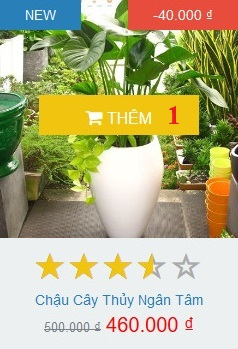 NEW
-40.000 ₫
THÊM 1
Chậu Cây Thủy Ngân Tâm
500.000 ₫ 460.000 ₫